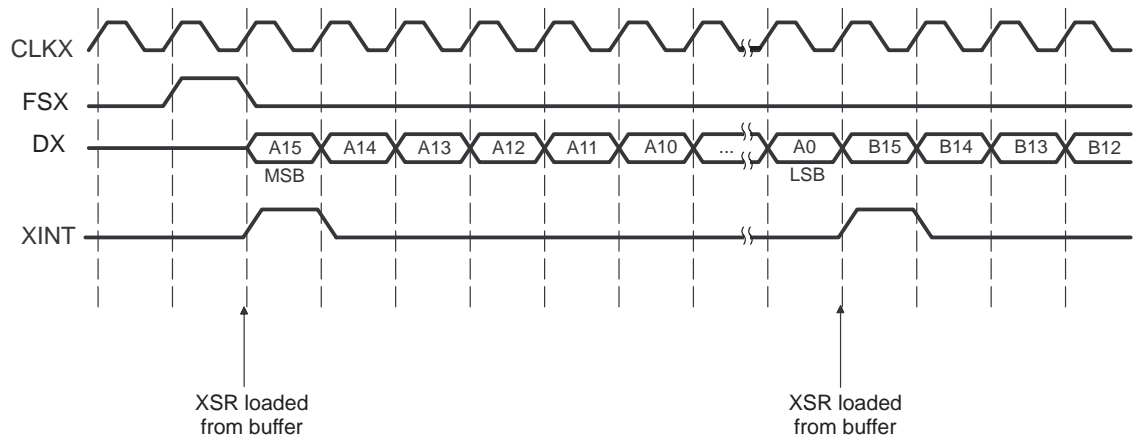 CLKX
FSX
DX A15 A14 A13 A12 A11 A10 ... A0 B15 B14 B13 B12
MSB LSB
XINT
XSR loaded XSR loaded
from buffer from buffer